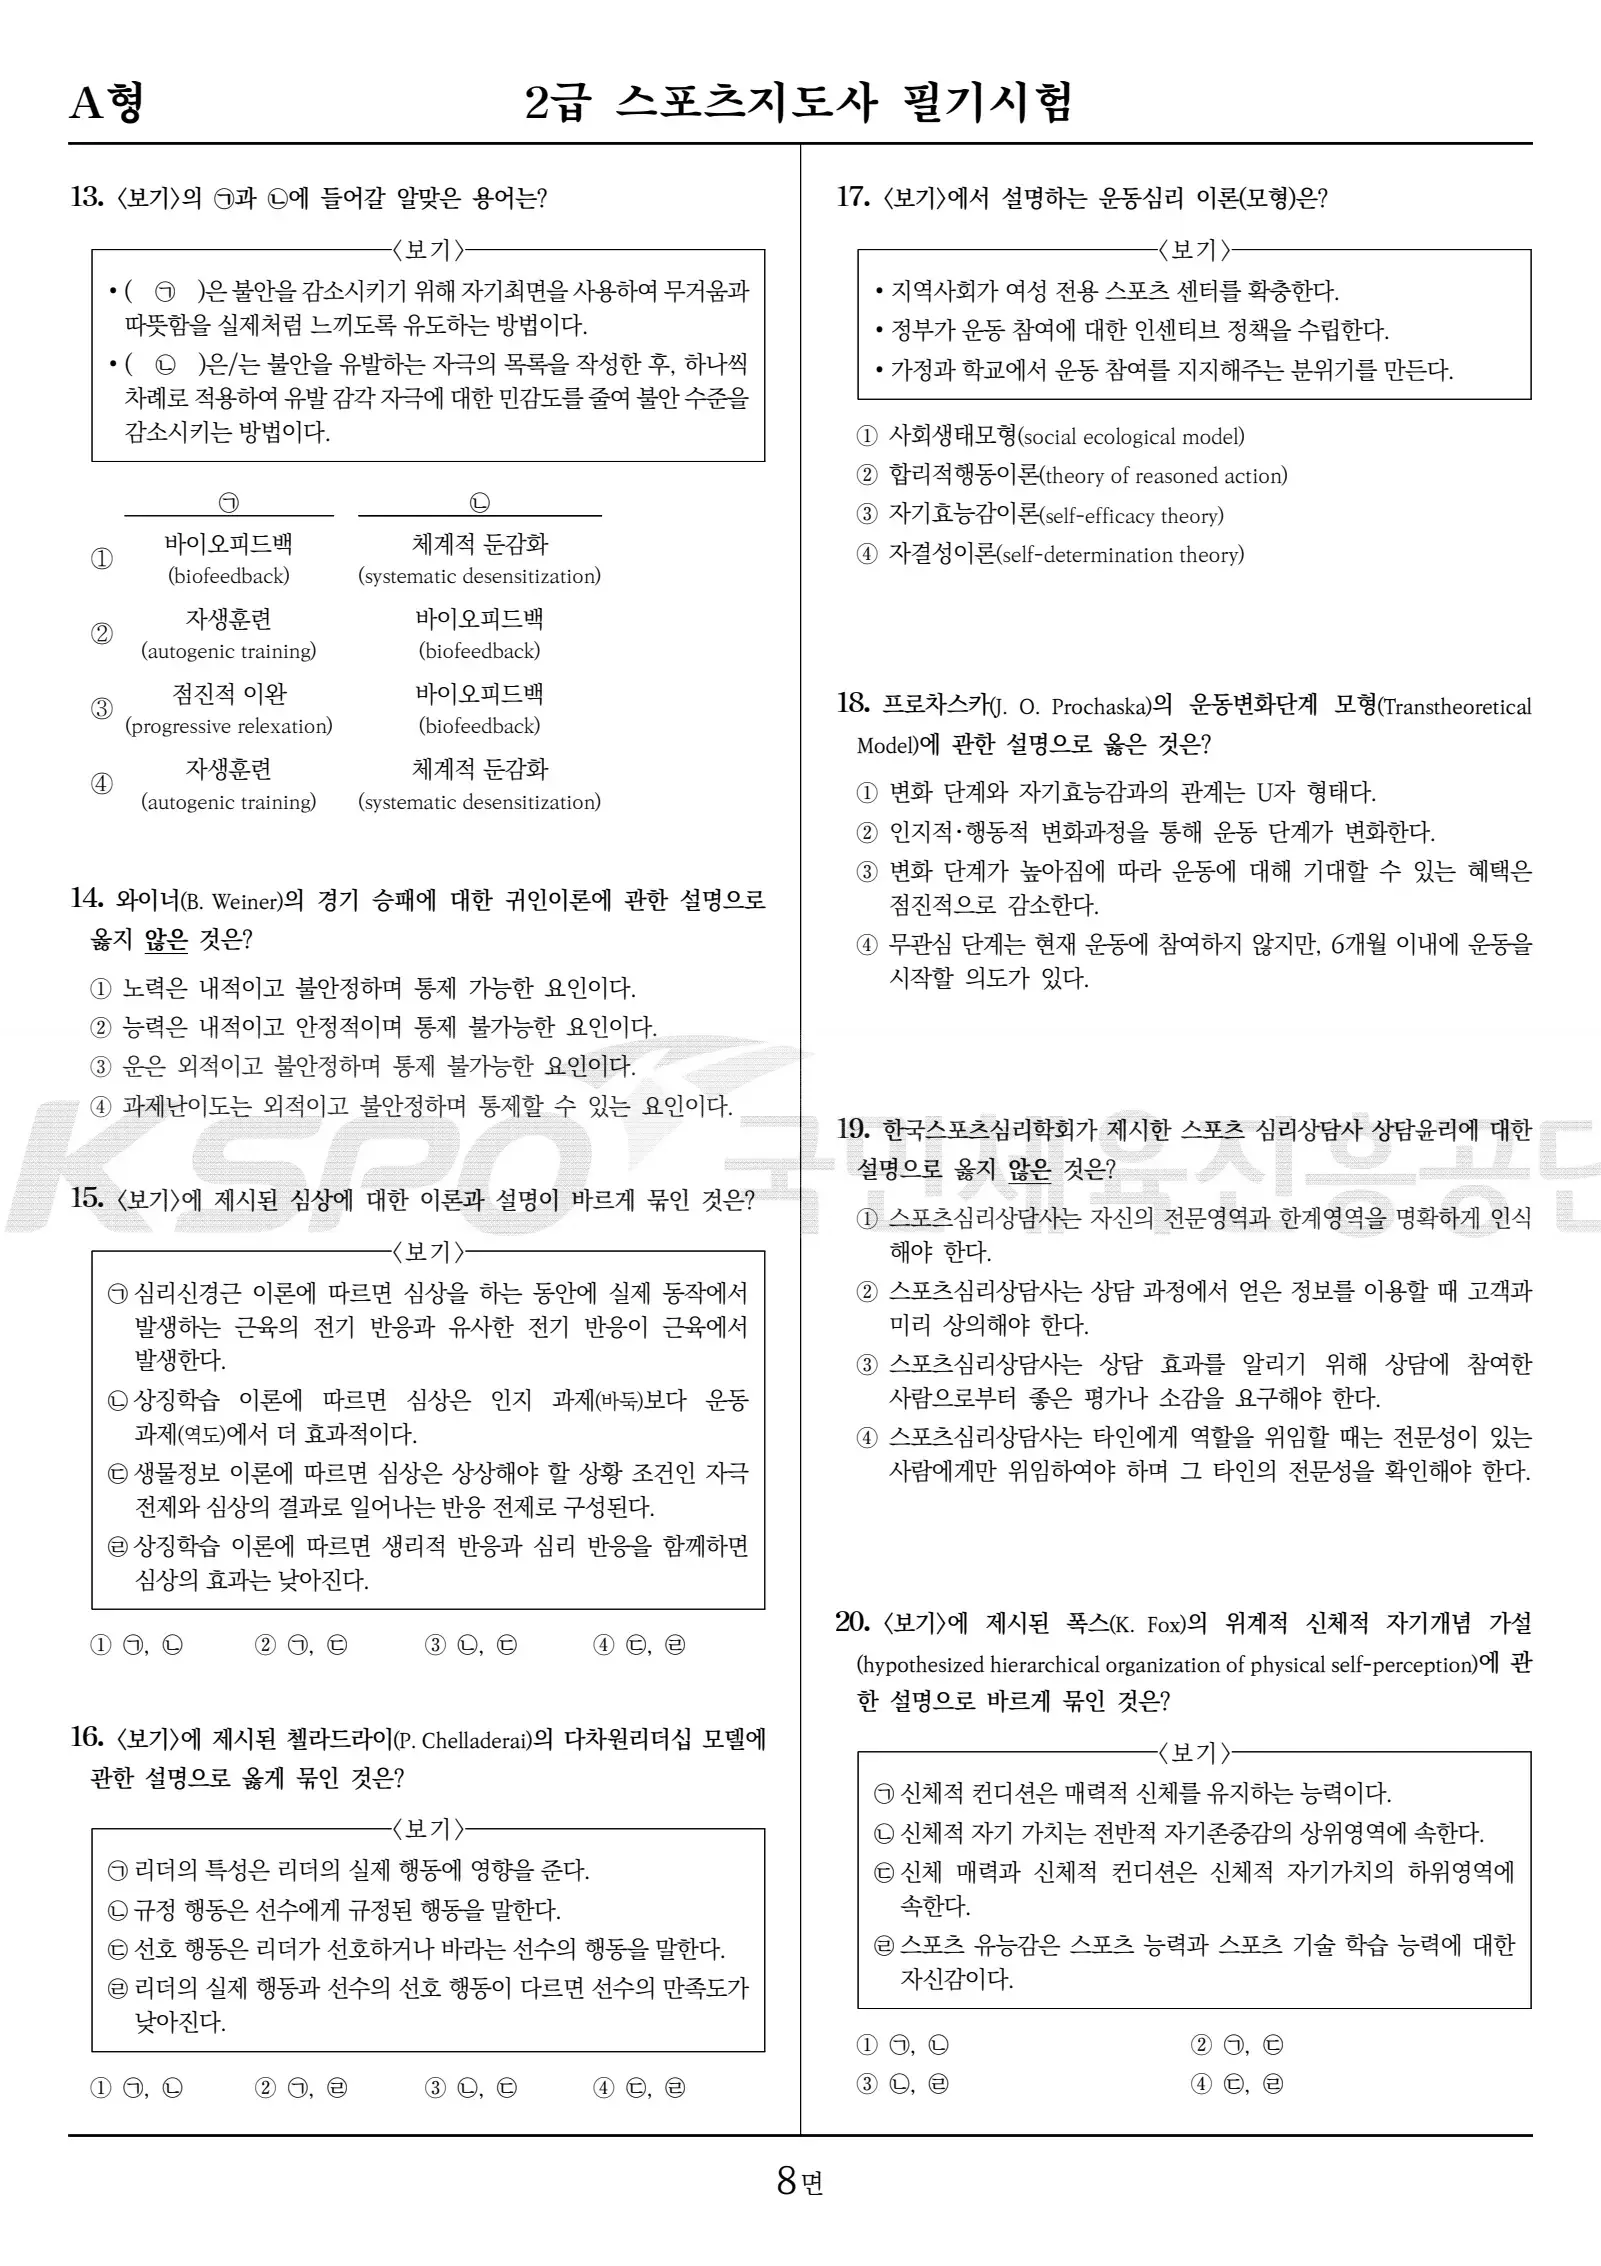 A형
2급 스포츠지도사 필기시험
13. 〈보기〉의 ㉠과 ㉡에 들어갈 알맞은 용어는?
〈보기〉
• ( ㉠ )은 불안을 감소시키기 위해 자기최면을 사용하여 무거움과
따뜻함을 실제처럼 느끼도록 유도하는 방법이다.
• ( ㉡ )은/는 불안을 유발하는 자극의 목록을 작성한 후, 하나씩
차례로 적용하여 유발 감각 자극에 대한 민감도를 줄여 불안 수준을
감소시키는 방법이다.
㉠ ㉡
① 바이오피드백 체계적 둔감화
(biofeedback) (systematic desensitization)
② 자생훈련 바이오피드백
(autogenic training) (biofeedback)
③ 점진적 이완 바이오피드백
(progressive relexation) (biofeedback)
④ 자생훈련 체계적 둔감화
(autogenic training) (systematic desensitization)
14. 와이너(B. Weiner)의 경기 승패에 대한 귀인이론에 관한 설명으로
옳지 않은 것은?
① 노력은 내적이고 불안정하며 통제 가능한 요인이다.
② 능력은 내적이고 안정적이며 통제 불가능한 요인이다.
③ 운은 외적이고 불안정하며 통제 불가능한 요인이다.
④ 과제난이도는 외적이고 불안정하며 통제할 수 있는 요인이다.
15. 〈보기〉에 제시된 심상에 대한 이론과 설명이 바르게 묶인 것은?
〈보기〉
㉠ 심리신경근 이론에 따르면 심상을 하는 동안에 실제 동작에서
발생하는 근육의 전기 반응과 유사한 전기 반응이 근육에서
발생한다.
㉡ 상징학습 이론에 따르면 심상은 인지 과제(바둑)보다 운동
과제(역도)에서 더 효과적이다.
㉢ 생물정보 이론에 따르면 심상은 상상해야 할 상황 조건인 자극
전제와 심상의 결과로 일어나는 반응 전제로 구성된다.
㉣ 상징학습 이론에 따르면 생리적 반응과 심리 반응을 함께하면
심상의 효과는 낮아진다.
① ㉠, ㉡ ② ㉠, ㉢ ③ ㉡, ㉢ ④ ㉢, ㉣
16. 〈보기〉에 제시된 첼라드라이(P. Chelladerai)의 다차원리더십 모델에
관한 설명으로 옳게 묶인 것은?
〈보기〉
㉠ 리더의 특성은 리더의 실제 행동에 영향을 준다.
㉡ 규정 행동은 선수에게 규정된 행동을 말한다.
㉢ 선호 행동은 리더가 선호하거나 바라는 선수의 행동을 말한다.
㉣ 리더의 실제 행동과 선수의 선호 행동이 다르면 선수의 만족도가
낮아진다.
① ㉠, ㉡ ② ㉠, ㉣ ③ ㉡, ㉢ ④ ㉢, ㉣
17. 〈보기〉에서 설명하는 운동심리 이론(모형)은?
〈보기〉
• 지역사회가 여성 전용 스포츠 센터를 확충한다.
• 정부가 운동 참여에 대한 인센티브 정책을 수립한다.
• 가정과 학교에서 운동 참여를 지지해주는 분위기를 만든다.
① 사회생태모형(social ecological model)
② 합리적행동이론(theory of reasoned action)
③ 자기효능감이론(self-efficacy theory)
④ 자결성이론(self-determination theory)
18. 프로차스카(J. O. Prochaska)의 운동변화단계 모형(Transtheoretical
Model)에 관한 설명으로 옳은 것은?
① 변화 단계와 자기효능감과의 관계는 U자 형태다.
② 인지적·행동적 변화과정을 통해 운동 단계가 변화한다.
③ 변화 단계가 높아짐에 따라 운동에 대해 기대할 수 있는 혜택은
점진적으로 감소한다.
④ 무관심 단계는 현재 운동에 참여하지 않지만, 6개월 이내에 운동을
시작할 의도가 있다.
19. 한국스포츠심리학회가 제시한 스포츠 심리상담사 상담윤리에 대한
설명으로 옳지 않은 것은?
① 스포츠심리상담사는 자신의 전문영역과 한계영역을 명확하게 인식
해야 한다.
② 스포츠심리상담사는 상담 과정에서 얻은 정보를 이용할 때 고객과
미리 상의해야 한다.
③ 스포츠심리상담사는 상담 효과를 알리기 위해 상담에 참여한
사람으로부터 좋은 평가나 소감을 요구해야 한다.
④ 스포츠심리상담사는 타인에게 역할을 위임할 때는 전문성이 있는
사람에게만 위임하여야 하며 그 타인의 전문성을 확인해야 한다.
20. 〈보기〉에 제시된 폭스(K. Fox)의 위계적 신체적 자기개념 가설
(hypothesized hierarchical organization of physical self-perception)에 관
한 설명으로 바르게 묶인 것은?
〈보기〉
㉠ 신체적 컨디션은 매력적 신체를 유지하는 능력이다.
㉡ 신체적 자기 가치는 전반적 자기존중감의 상위영역에 속한다.
㉢ 신체 매력과 신체적 컨디션은 신체적 자기가치의 하위영역에
속한다.
㉣ 스포츠 유능감은 스포츠 능력과 스포츠 기술 학습 능력에 대한
자신감이다.
① ㉠, ㉡ ② ㉠, ㉢
③ ㉡, ㉣ ④ ㉢, ㉣
KSPO 국민체육진흥공단
8면